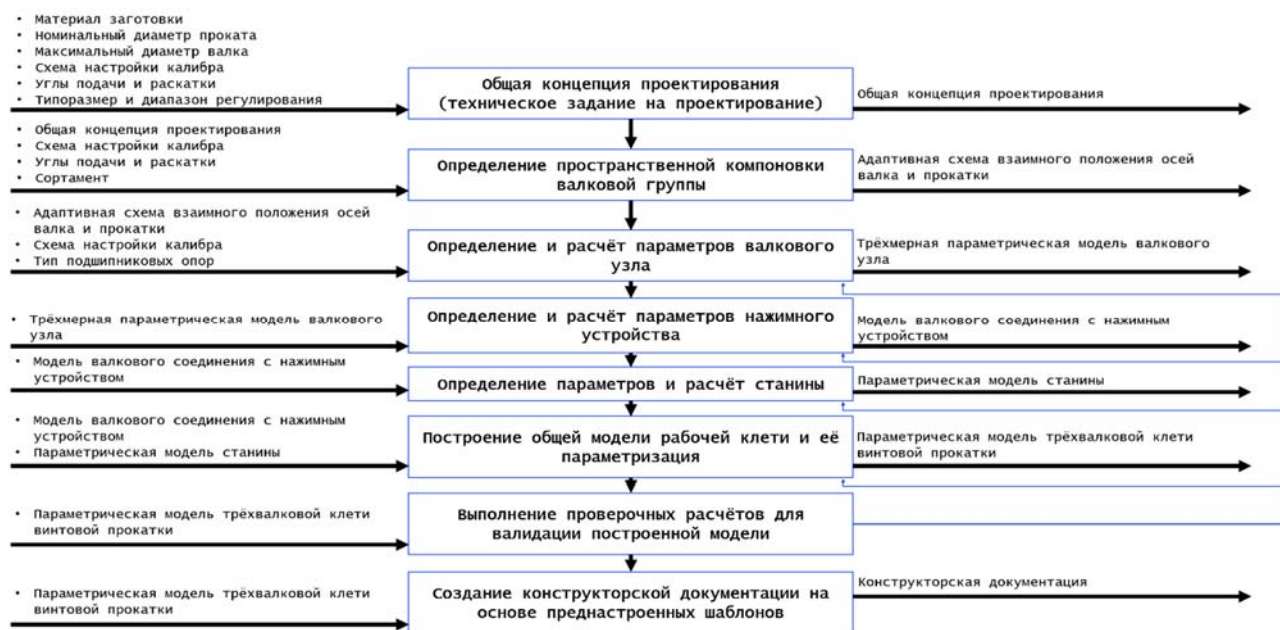 • Материал заготовки
• Номинальный диаметр проката
• Максимальный диаметр валка
• Схема настройки калибра
• Углы подачи и раскатки
• Типоразмер и диапазон регулирования
Общая концепция проектирования
(техническое задание на проектирование)
Общая концепция проектирования
• Общая концепция проектирования
• Схема настройки калибра
• Углы подачи и раскатки
• Сортамент
Определение пространственной компоновки
валковой группы
Адаптивная схема взаимного положения осей
валка и прокатки
• Адаптивная схема взаимного положения осей
валка и прокатки
• Схема настройки калибра
• Тип подшипниковых опор
Определение и расчёт параметров валкового
узла
Трёхмерная параметрическая модель валкового
узла
• Трёхмерная параметрическая модель валкового
узла
Определение и расчёт параметров нажимного
устройства
Модель валкового соединения с нажимным
устройством
• Модель валкового соединения с нажимным
устройством
Определение параметров и расчёт станины
Параметрическая модель станины
• Модель валкового соединения с нажимным
устройством
• Параметрическая модель станины
Построение общей модели рабочей клети и её
параметризация
Параметрическая модель трёхвалковой клети
винтовой прокатки
• Параметрическая модель трёхвалковой клети
винтовой прокатки
Выполнение проверочных расчётов для
валидации построенной модели
• Параметрическая модель трёхвалковой клети
винтовой прокатки
Создание конструкторской документации на
основе преднастроенных шаблонов
Конструкторская документация